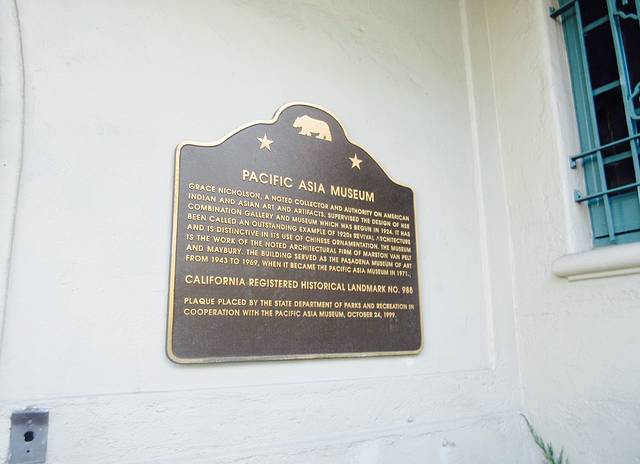 PACIFIC ASIA MUSEUM
GRACE NICHOLSON, A NOTED COLLECTOR AND AUTHORITY ON AMERICAN
INDIAN AND ASIAN ART AND ARTIFACTS, SUPERVISED THE DESIGN OF HER
COMBINATION GALLERY AND MUSEUM WHICH WAS BEGUN IN 1924. IT HAS
BEEN CALLED AN OUTSTANDING EXAMPLE OF 1920s REVIVAL ARCHITECTURE
AND IS DISTINCTIVE IN ITS USE OF CHINESE ORNAMENTATION. THE MUSEUM
IS THE WORK OF THE NOTED ARCHITECTURAL FIRM OF MARSTON VAN PELT
AND MAYBURY. THE BUILDING SERVED AS THE PASADENA MUSEUM OF ART
FROM 1943 TO 1969, WHEN IT BECAME THE PACIFIC ASIA MUSEUM IN 1971.
CALIFORNIA REGISTERED HISTORICAL LANDMARK NO. 988
PLAQUE PLACED BY THE STATE DEPARTMENT OF PARKS AND RECREATION IN
COOPERATION WITH THE PACIFIC ASIA MUSEUM, OCTOBER 24, 1999.